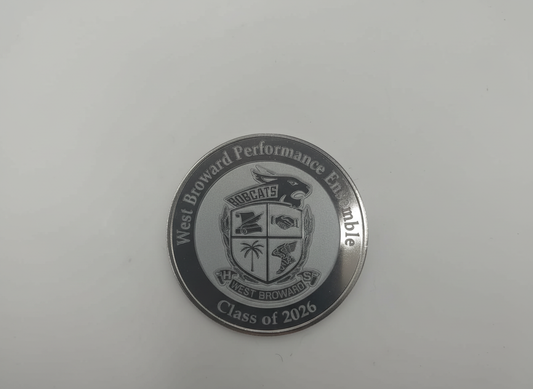 West Broward Performance Ensemble
BOBCATS
H S
WEST BROWARD
Class of 2026